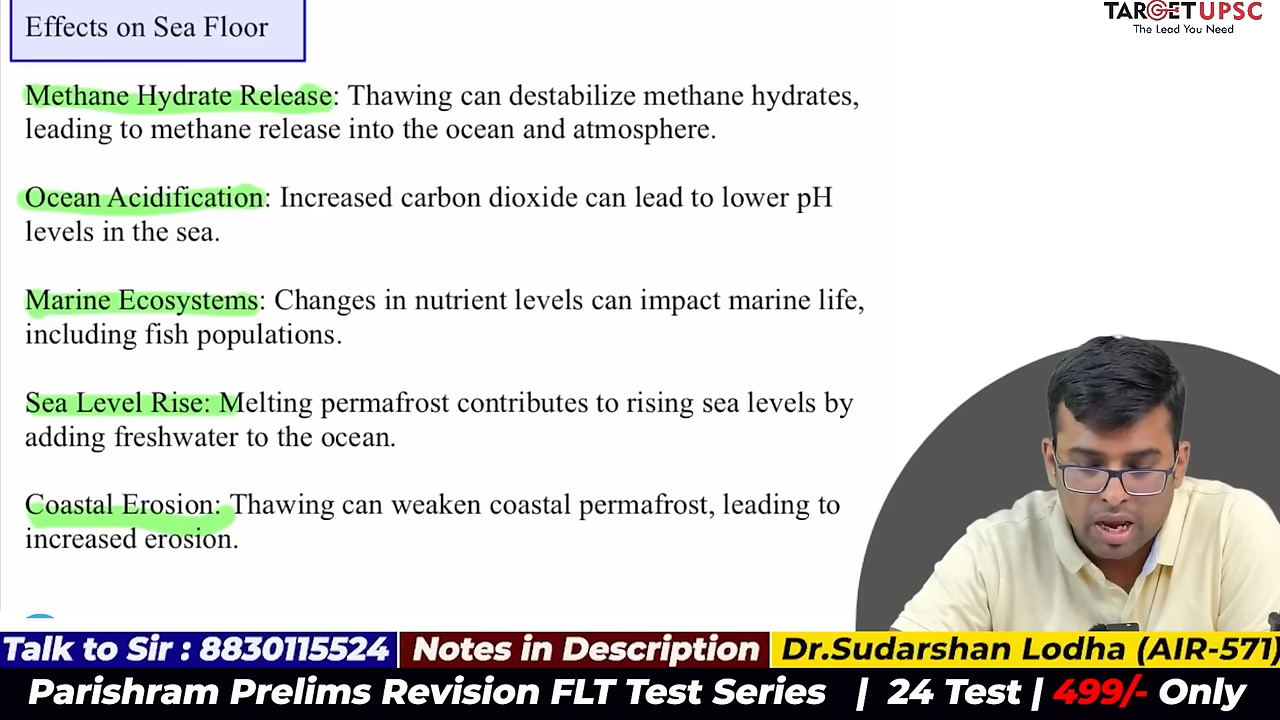 Effects on Sea Floor
TARGETUPSC
The Lead You Need
Methane Hydrate Release: Thawing can destabilize methane hydrates,
leading to methane release into the ocean and atmosphere.
Ocean Acidification: Increased carbon dioxide can lead to lower pH
levels in the sea.
Marine Ecosystems: Changes in nutrient levels can impact marine life,
including fish populations.
Sea Level Rise: Melting permafrost contributes to rising sea levels by
adding freshwater to the ocean.
Coastal Erosion: Thawing can weaken coastal permafrost, leading to
increased erosion.
Talk to Sir : 8830115524
Notes in Description
Dr.Sudarshan Lodha (AIR-571)
Parishram Prelims Revision FLT Test Series | 24 Test | 499/- Only